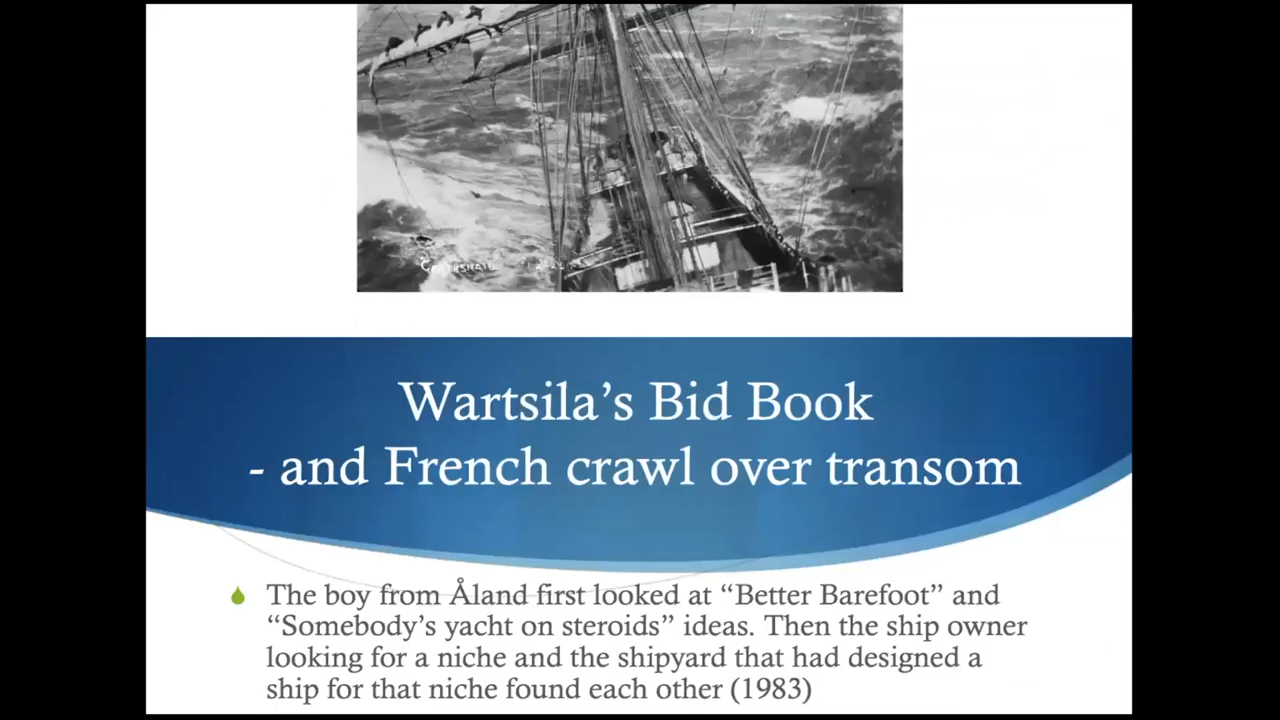 Wartsila’s Bid Book
- and French crawl over transom
The boy from Åland first looked at “Better Barefoot” and
“Somebody’s yacht on steroids” ideas. Then the ship owner
looking for a niche and the shipyard that had designed a
ship for that niche found each other (1983)